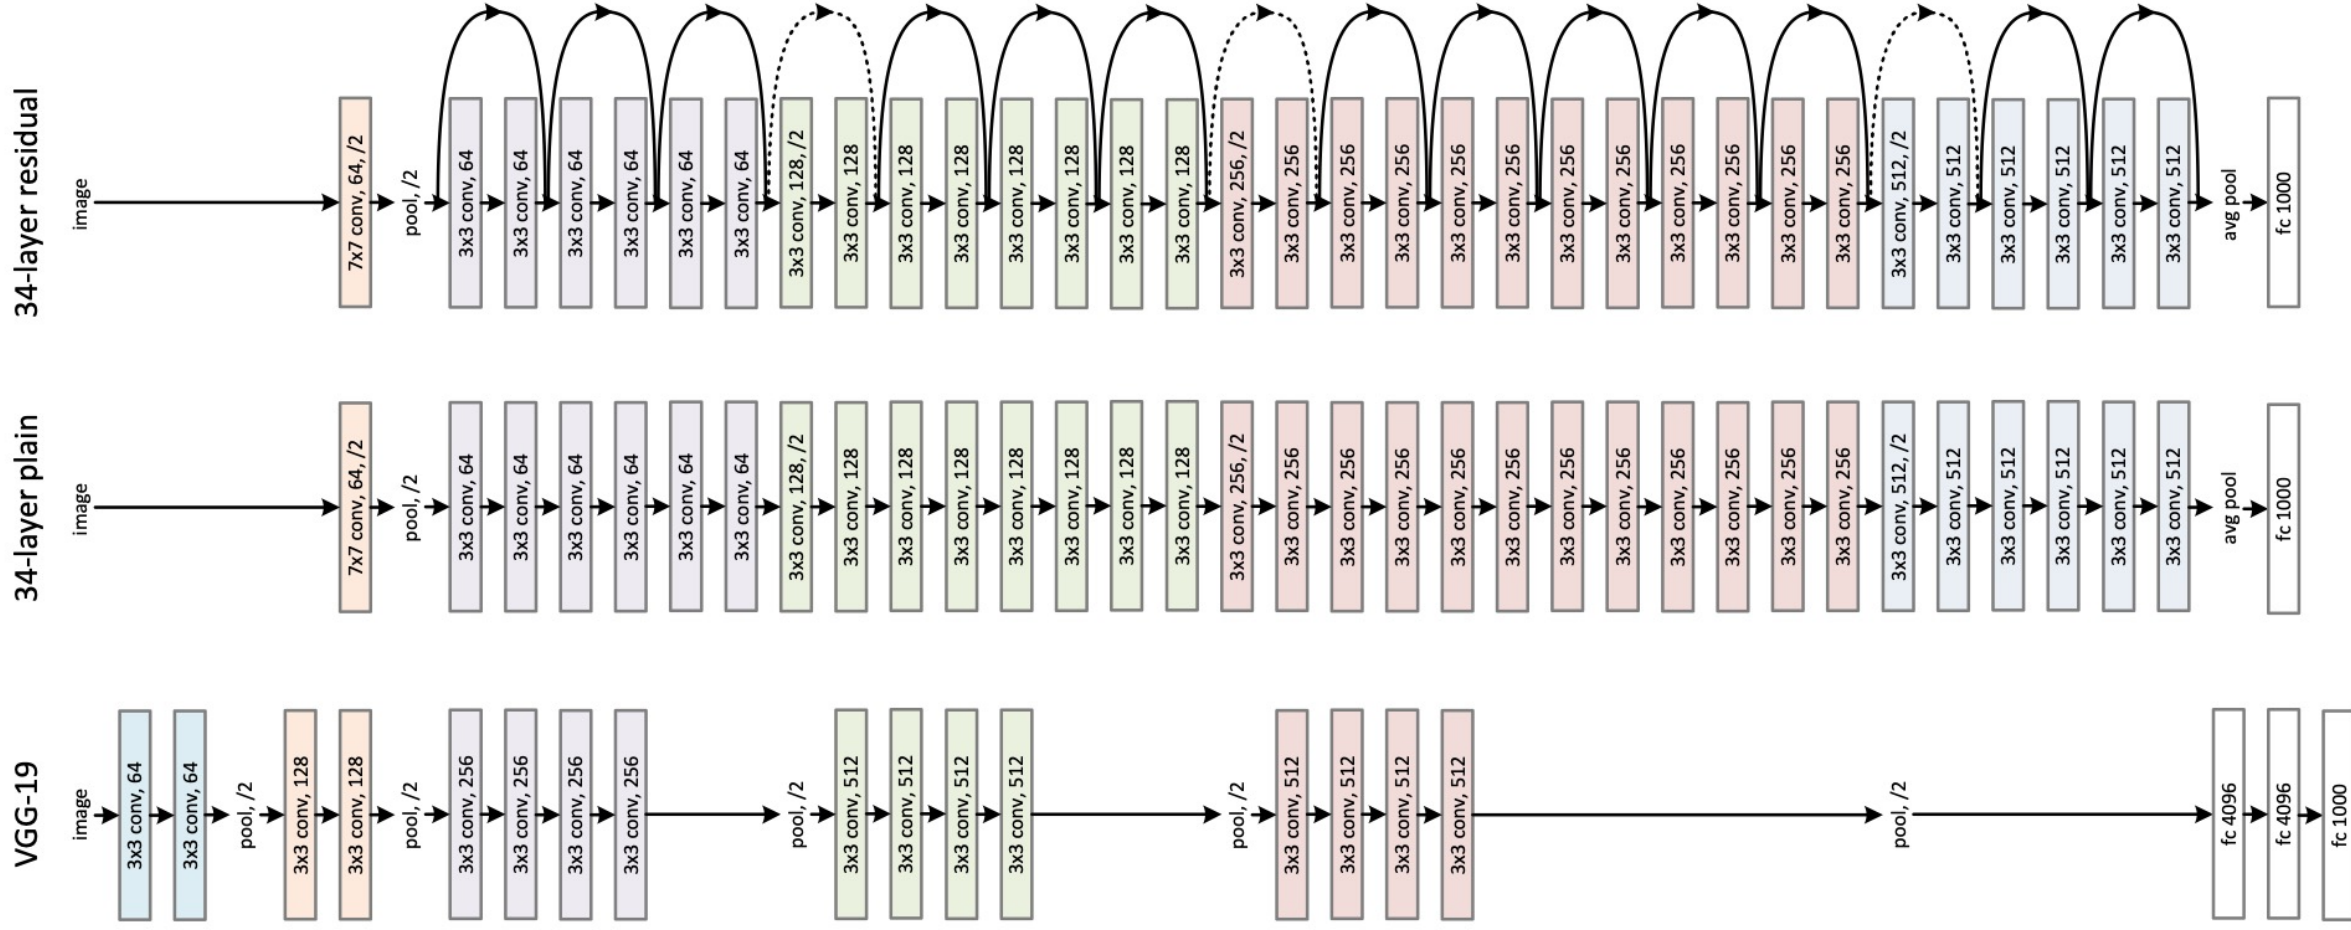 34-layer residual
image
7x7 conv, 64, /2
pool, /2
3x3 conv, 64
3x3 conv, 64
3x3 conv, 64
3x3 conv, 64
3x3 conv, 64
3x3 conv, 64
3x3 conv, 128, /2
3x3 conv, 128
3x3 conv, 128
3x3 conv, 128
3x3 conv, 128
3x3 conv, 128
3x3 conv, 128
3x3 conv, 128
3x3 conv, 256, /2
3x3 conv, 256
3x3 conv, 256
3x3 conv, 256
3x3 conv, 256
3x3 conv, 256
3x3 conv, 256
3x3 conv, 256
3x3 conv, 256
3x3 conv, 256
3x3 conv, 256
3x3 conv, 256
3x3 conv, 512, /2
3x3 conv, 512
3x3 conv, 512
3x3 conv, 512
3x3 conv, 512
3x3 conv, 512
avg pool
fc 1000
34-layer plain
image
7x7 conv, 64, /2
pool, /2
3x3 conv, 64
3x3 conv, 64
3x3 conv, 64
3x3 conv, 64
3x3 conv, 64
3x3 conv, 64
3x3 conv, 128, /2
3x3 conv, 128
3x3 conv, 128
3x3 conv, 128
3x3 conv, 128
3x3 conv, 128
3x3 conv, 128
3x3 conv, 128
3x3 conv, 256, /2
3x3 conv, 256
3x3 conv, 256
3x3 conv, 256
3x3 conv, 256
3x3 conv, 256
3x3 conv, 256
3x3 conv, 256
3x3 conv, 256
3x3 conv, 256
3x3 conv, 256
3x3 conv, 256
3x3 conv, 512, /2
3x3 conv, 512
3x3 conv, 512
3x3 conv, 512
3x3 conv, 512
3x3 conv, 512
avg pool
fc 1000
VGG-19
image
3x3 conv, 64
3x3 conv, 64
pool, /2
3x3 conv, 128
3x3 conv, 128
pool, /2
3x3 conv, 256
3x3 conv, 256
3x3 conv, 256
3x3 conv, 256
pool, /2
3x3 conv, 512
3x3 conv, 512
3x3 conv, 512
3x3 conv, 512
pool, /2
3x3 conv, 512
3x3 conv, 512
3x3 conv, 512
3x3 conv, 512
pool, /2
fc 4096
fc 4096
fc 1000